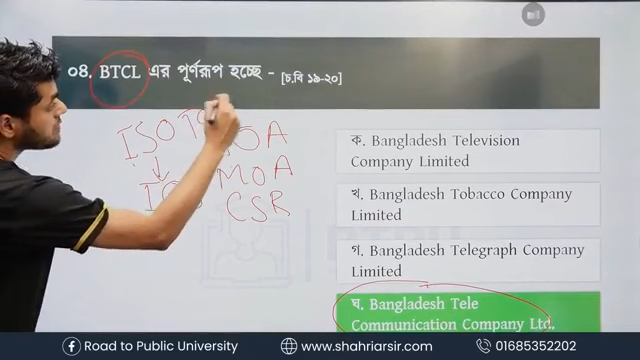 ০৪. BTCL এর পূর্ণরূপ হচ্ছে - [চ.বি ১৯-২০]
ISO
MOA
CSR
ক. Bangladesh Television
Company Limited
খ. Bangladesh Tobacco Company
Limited
গ. Bangladesh Telegraph Company
Limited
ঘ. Bangladesh Tele
Communication Company Ltd.
Road to Public University
www.shahriarsir.com
01685352202